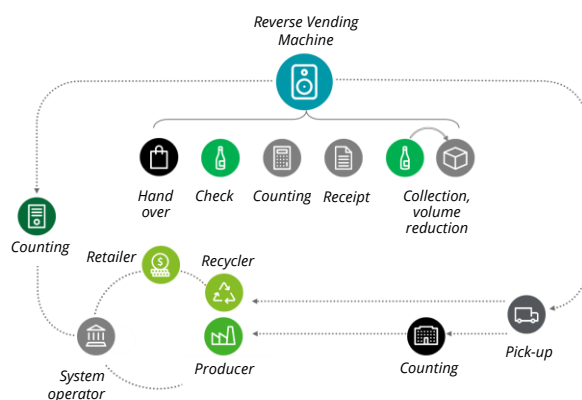 Reverse Vending
Machine
Hand
over
Check
Counting
Receipt
Collection,
volume
reduction
Counting
Retailer
Recycler
System
operator
Producer
Counting
Pick-up